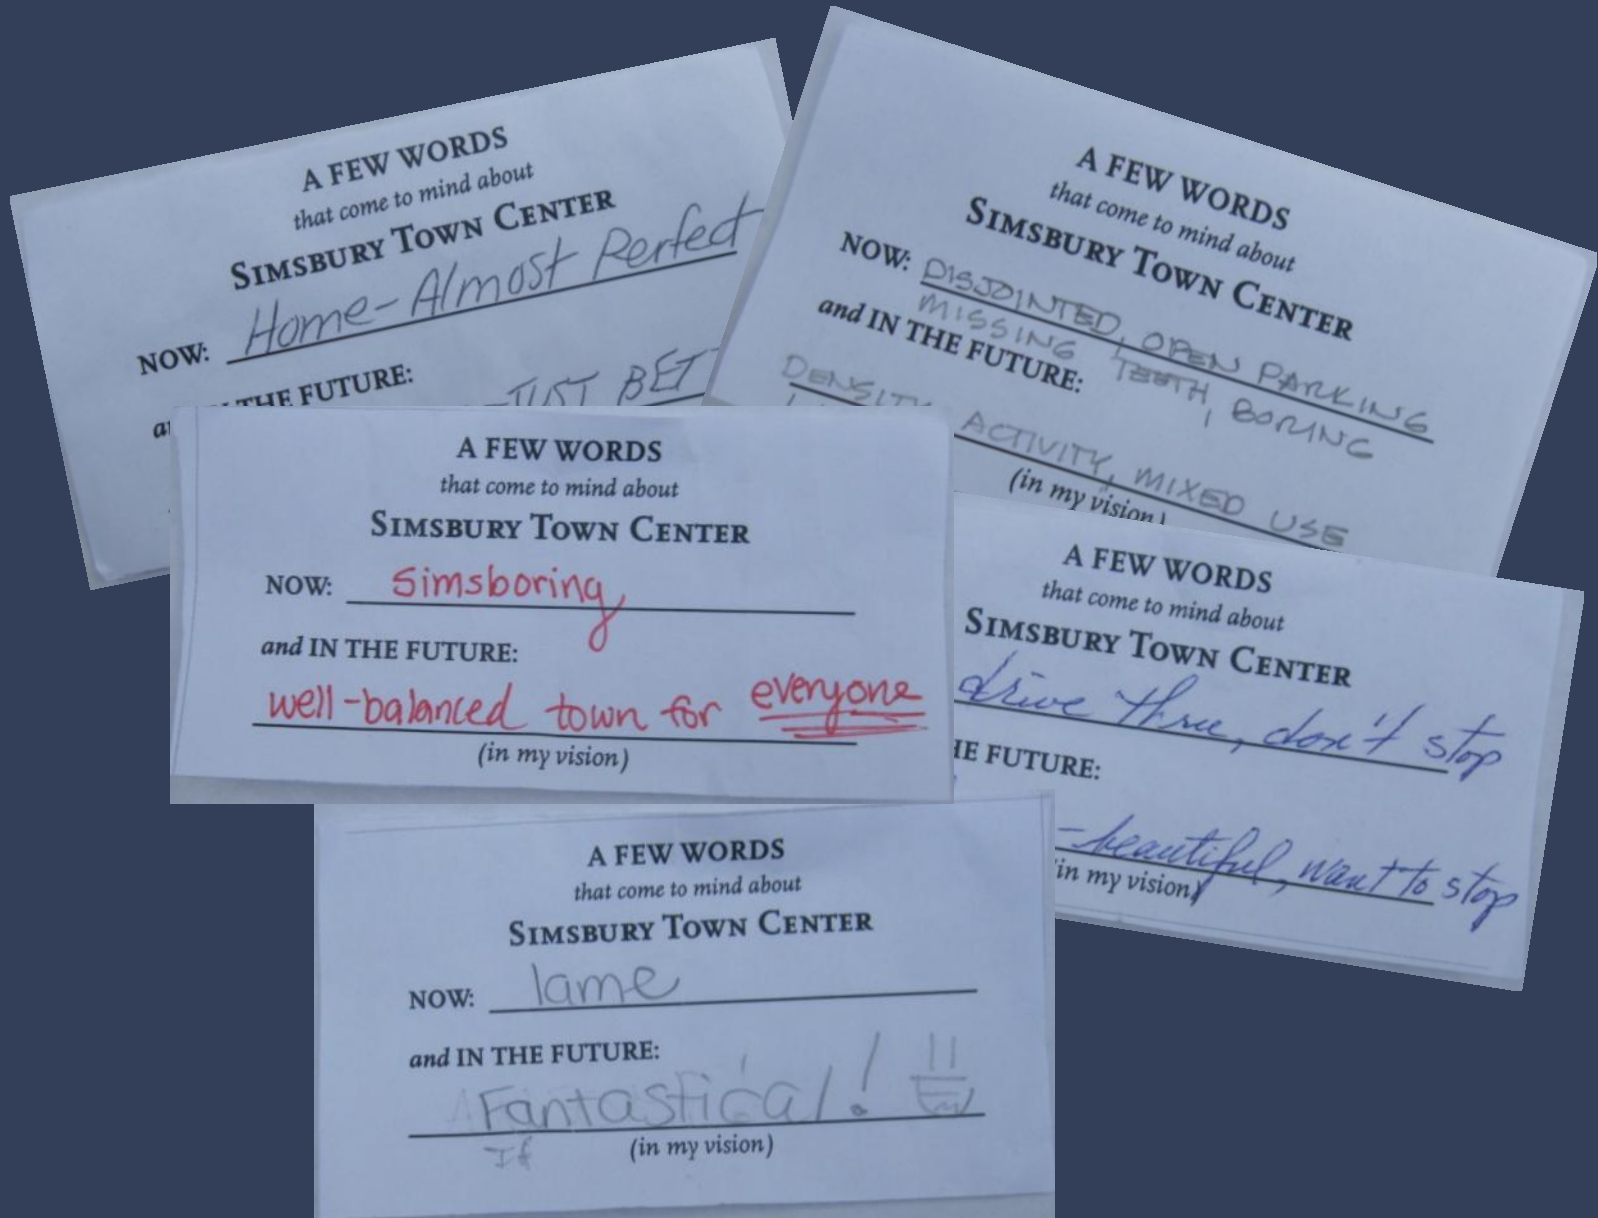 A FEW WORDS
that come to mind about
SIMSBURY TOWN CENTER
NOW: Home-Almost Perfect
THE FUTURE:
JUST
A FEW WORDS
that come to mind about
SIMSBURY TOWN CENTER
NOW: DISJOINTED, OPEN PARKING
MISSING TEETH, BORING
and IN THE FUTURE:
DENSITY ACTIVITY, MIXED USE
(in my vision)
A FEW WORDS
that come to mind about
SIMSBURY TOWN CENTER
NOW: Simsboring
and IN THE FUTURE:
well-balanced town for everyone
(in my vision)
A FEW WORDS
that come to mind about
SIMSBURY TOWN CENTER
drive thru, don't stop
FUTURE:
-beautiful, want to stop
in my vision)
A FEW WORDS
that come to mind about
SIMSBURY TOWN CENTER
NOW: lame
and IN THE FUTURE:
Fantastical!
If
(in my vision)